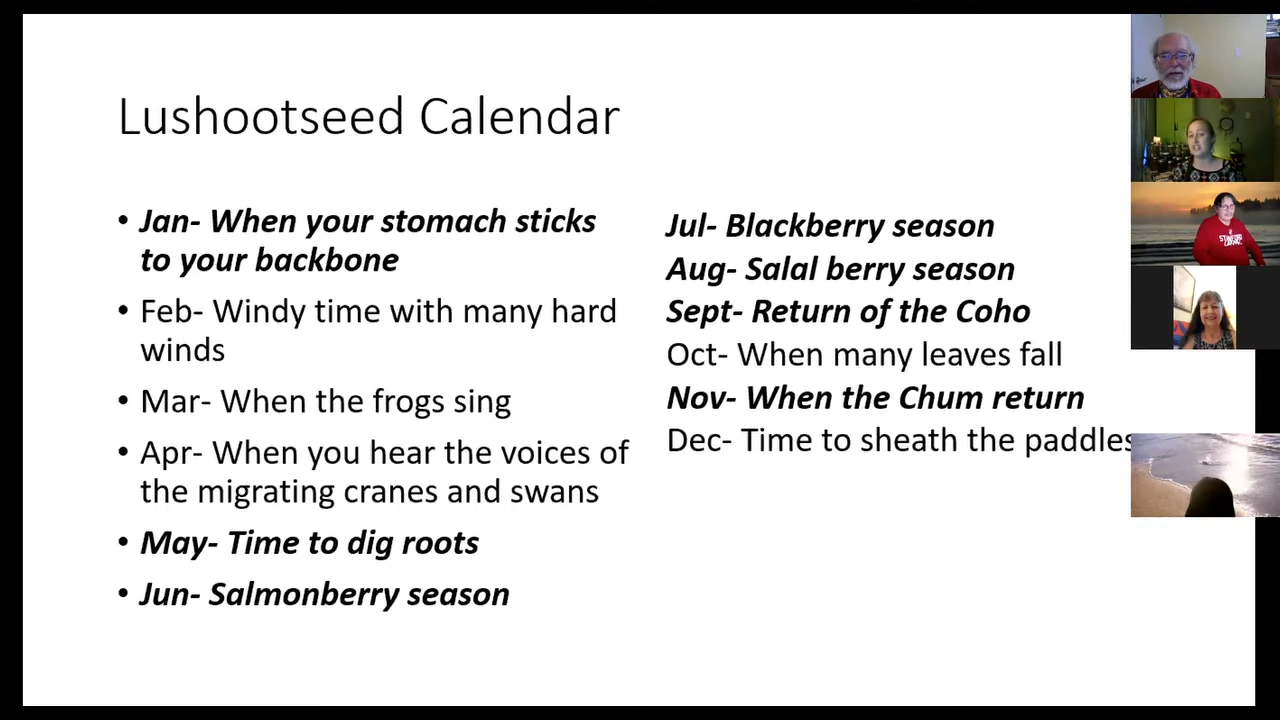 Lushootseed Calendar
• Jan- When your stomach sticks
to your backbone
• Feb- Windy time with many hard
winds
• Mar- When the frogs sing
• Apr- When you hear the voices of
the migrating cranes and swans
• May- Time to dig roots
• Jun- Salmonberry season
Jul- Blackberry season
Aug- Salal berry season
Sept- Return of the Coho
Oct- When many leaves fall
Nov- When the Chum return
Dec- Time to sheath the paddles